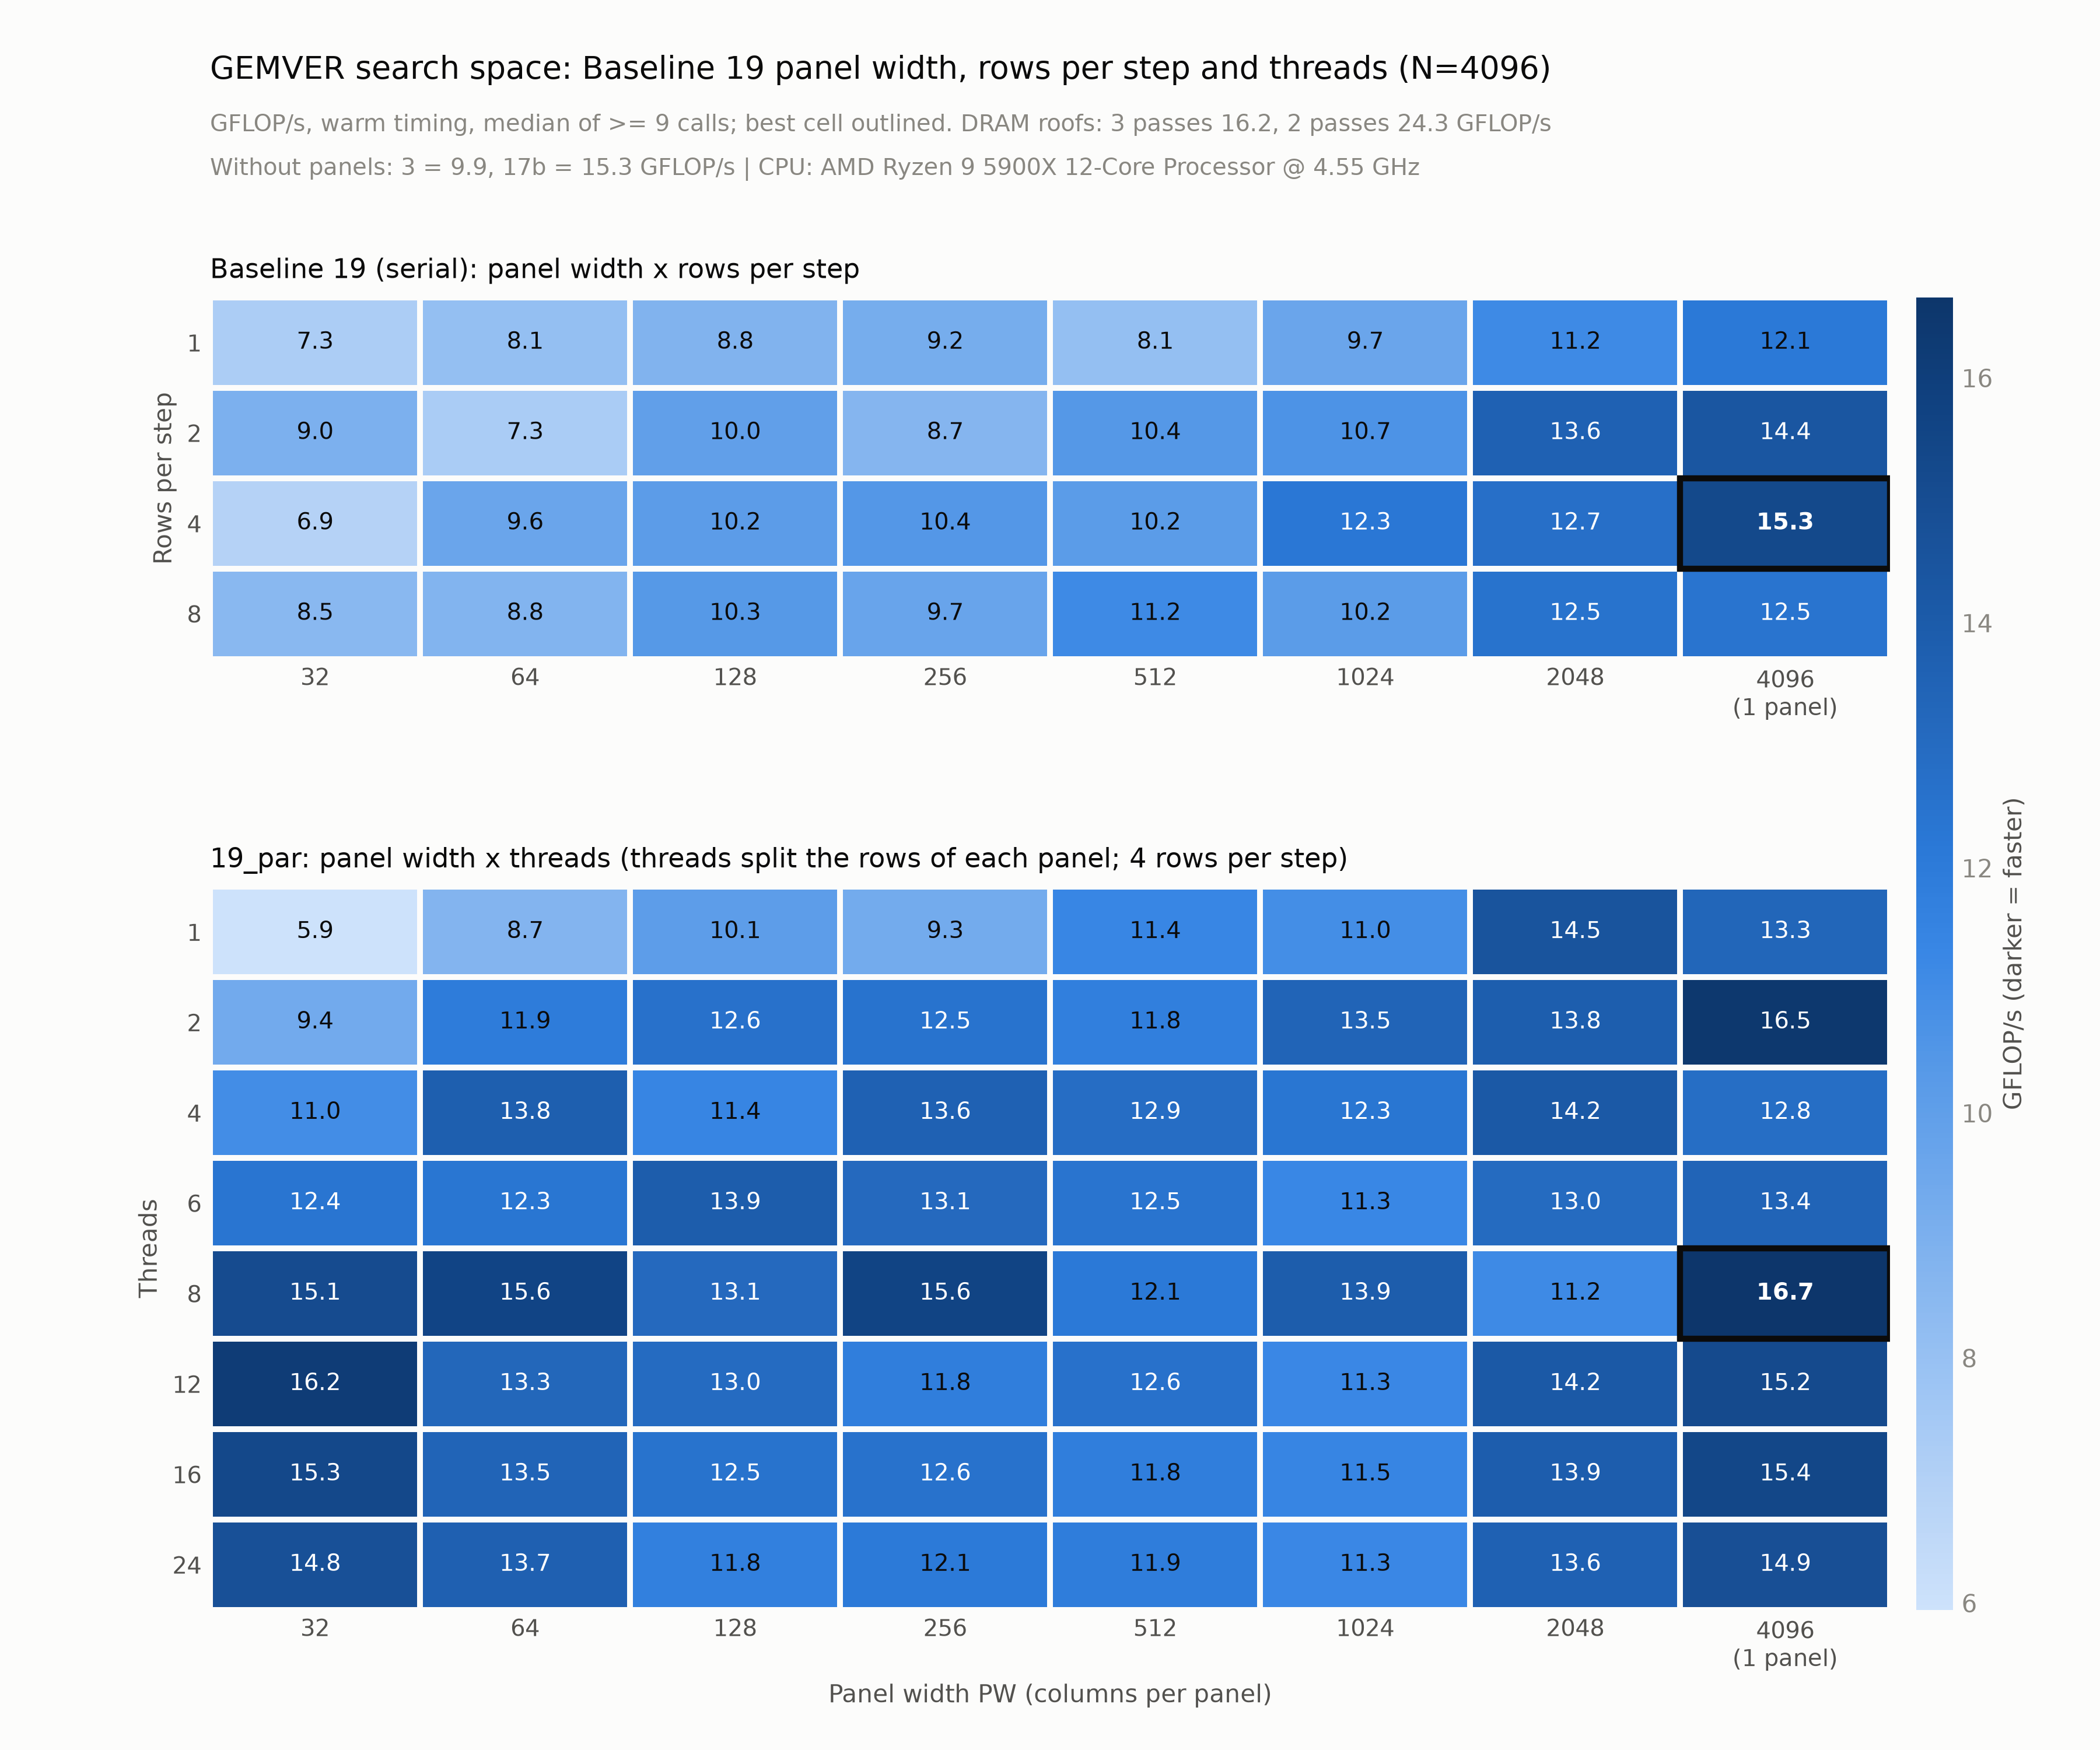 GEMVER search space: Baseline 19 panel width, rows per step and threads (N=4096)
GFLOP/s, warm timing, median of >= 9 calls; best cell outlined. DRAM roofs: 3 passes 16.2, 2 passes 24.3 GFLOP/s
Without panels: 3 = 9.9, 17b = 15.3 GFLOP/s | CPU: AMD Ryzen 9 5900X 12-Core Processor @ 4.55 GHz
Baseline 19 (serial): panel width x rows per step
Rows per step
1 7.3 8.1 8.8 9.2 8.1 9.7 11.2 12.1
2 9.0 7.3 10.0 8.7 10.4 10.7 13.6 14.4
4 6.9 9.6 10.2 10.4 10.2 12.3 12.7 15.3
8 8.5 8.8 10.3 9.7 11.2 10.2 12.5 12.5
32 64 128 256 512 1024 2048 4096
(1 panel)
19_par: panel width x threads (threads split the rows of each panel; 4 rows per step)
Threads
1 5.9 8.7 10.1 9.3 11.4 11.0 14.5 13.3
2 9.4 11.9 12.6 12.5 11.8 13.5 13.8 16.5
4 11.0 13.8 11.4 13.6 12.9 12.3 14.2 12.8
6 12.4 12.3 13.9 13.1 12.5 11.3 13.0 13.4
8 15.1 15.6 13.1 15.6 12.1 13.9 11.2 16.7
12 16.2 13.3 13.0 11.8 12.6 11.3 14.2 15.2
16 15.3 13.5 12.5 12.6 11.8 11.5 13.9 15.4
24 14.8 13.7 11.8 12.1 11.9 11.3 13.6 14.9
32 64 128 256 512 1024 2048 4096
(1 panel)
Panel width PW (columns per panel)
16
14
12
10
8
6
GFLOP/s (darker = faster)